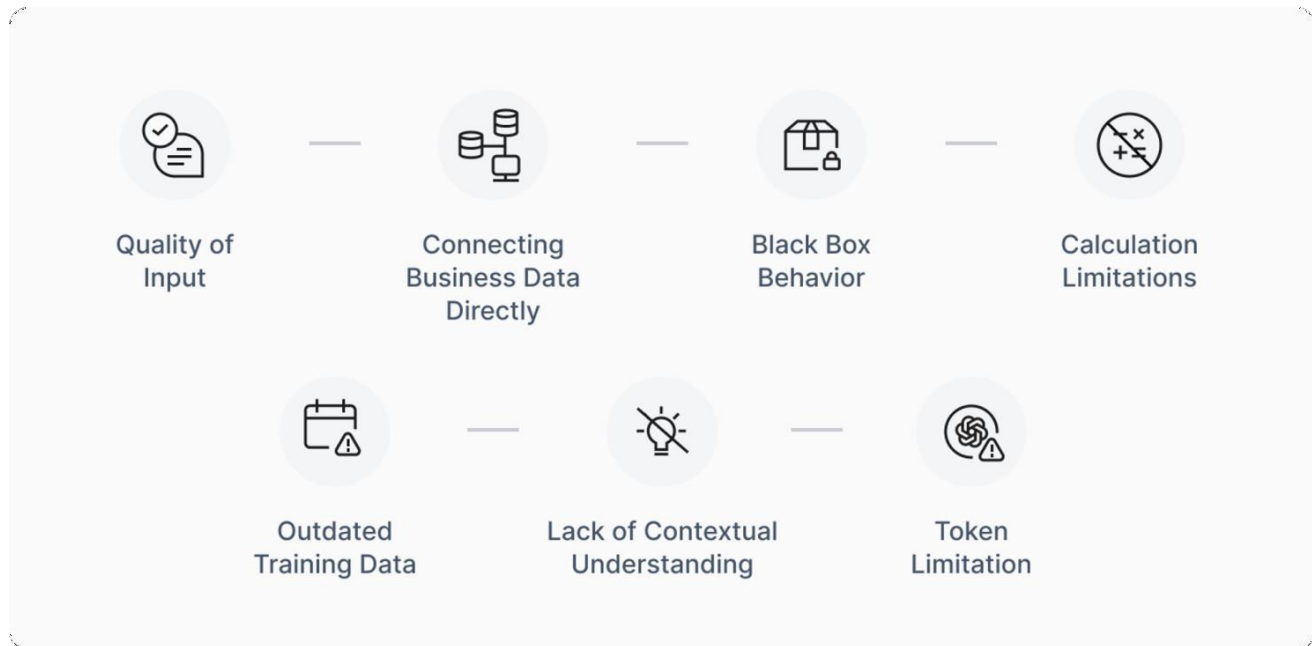 Quality of
Input
Connecting
Business Data
Directly
Black Box
Behavior
Calculation
Limitations
Outdated
Training Data
Lack of Contextual
Understanding
Token
Limitation